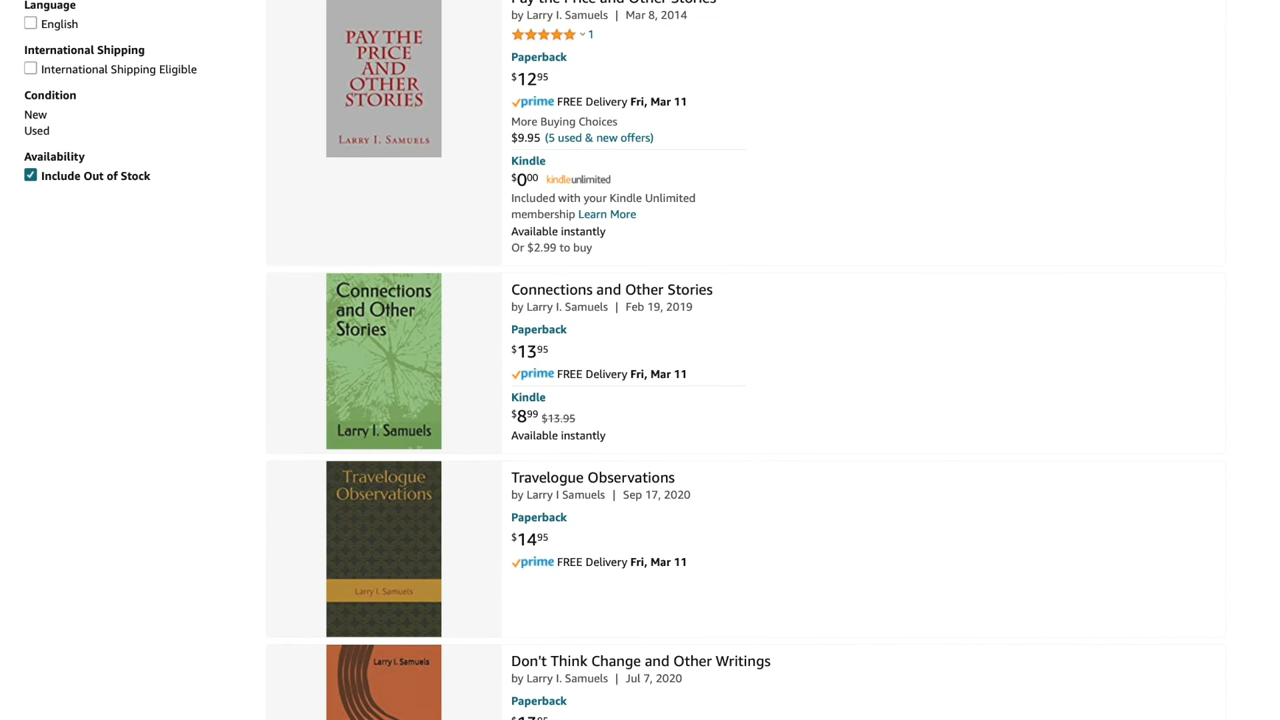 Language
English
International Shipping
International Shipping Eligible
Condition
New
Used
Availability
Include Out of Stock
PAY THE
PRICE
AND
OTHER
STORIES
LARRY I. SAMUELS
Pay the Price and Other Stories
by Larry I. Samuels | Mar 8, 2014
1
Paperback
$12 95
prime FREE Delivery Fri, Mar 11
More Buying Choices
$9.95 (5 used & new offers)
Kindle
$0 00 kindleunlimited
Included with your Kindle Unlimited
membership Learn More
Available instantly
Or $2.99 to buy
Connections
and Other
Stories
Larry I. Samuels
Connections and Other Stories
by Larry I. Samuels | Feb 19, 2019
Paperback
$13 95
prime FREE Delivery Fri, Mar 11
Kindle
$8 99 $13.95
Available instantly
Travelogue
Observations
Larry I. Samuels
Travelogue Observations
by Larry I Samuels | Sep 17, 2020
Paperback
$14 95
prime FREE Delivery Fri, Mar 11
Larry I. Samuels
Don't Think Change and Other Writings
by Larry I. Samuels | Jul 7, 2020
Paperback